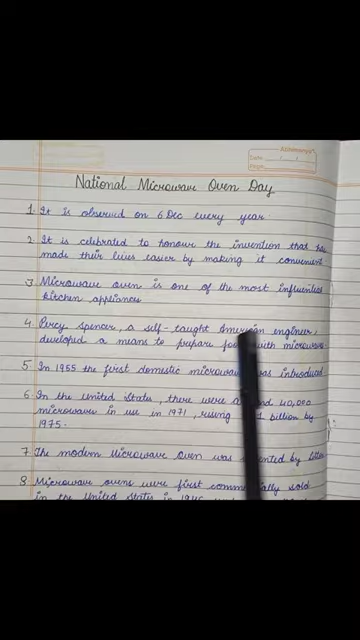 Date
National Microwave Oven Day
1. It is observed on 6 Dec every year.
2. It is celebrated to honour the invention that has
made their lives easier by making it convenient
3. Microwave oven is one of the most influential
kitchen appliances
4. Percy Spencer, a self-taught American engineer,
developed a means to prepare food with microwave
5. In 1955 the first domestic microwave was introduced
6. In the United States, there were 40,000
microwave in use in 1971, rising 1 billion by
1975.
7. The modern Microwave Oven was invented by
8. Microwave ovens were first commercially sold
in the United States in